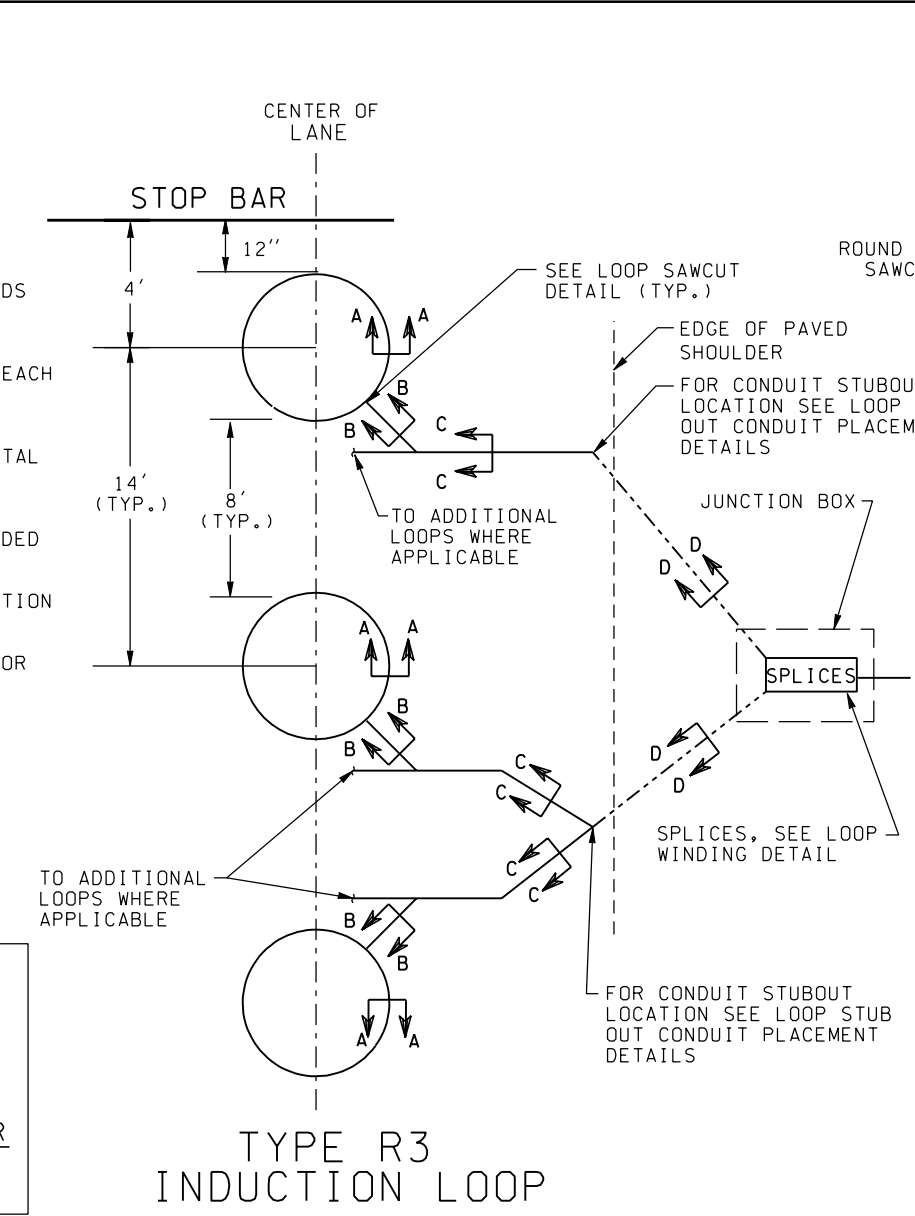 CENTER OF
LANE
STOP BAR
12''
4'
ROUND
SAWC
DS
EACH
TAL
DED
TION
OR
SEE LOOP SAWCUT
DETAIL (TYP.)
EDGE OF PAVED
SHOULDER
FOR CONDUIT STUBOU
LOCATION SEE LOOP
OUT CONDUIT PLACEM
DETAILS
A A
B
B
C
C
14'
(TYP.)
8'
(TYP.)
TO ADDITIONAL
LOOPS WHERE
APPLICABLE
JUNCTION BOX
D
D
SPLICES
A A
B
B
C
C
D
D
SPLICES, SEE LOOP
WINDING DETAIL
C
C
TO ADDITIONAL
LOOPS WHERE
APPLICABLE
B
B
A A
FOR CONDUIT STUBOUT
LOCATION SEE LOOP STUB
OUT CONDUIT PLACEMENT
DETAILS
R
TYPE R3
INDUCTION LOOP